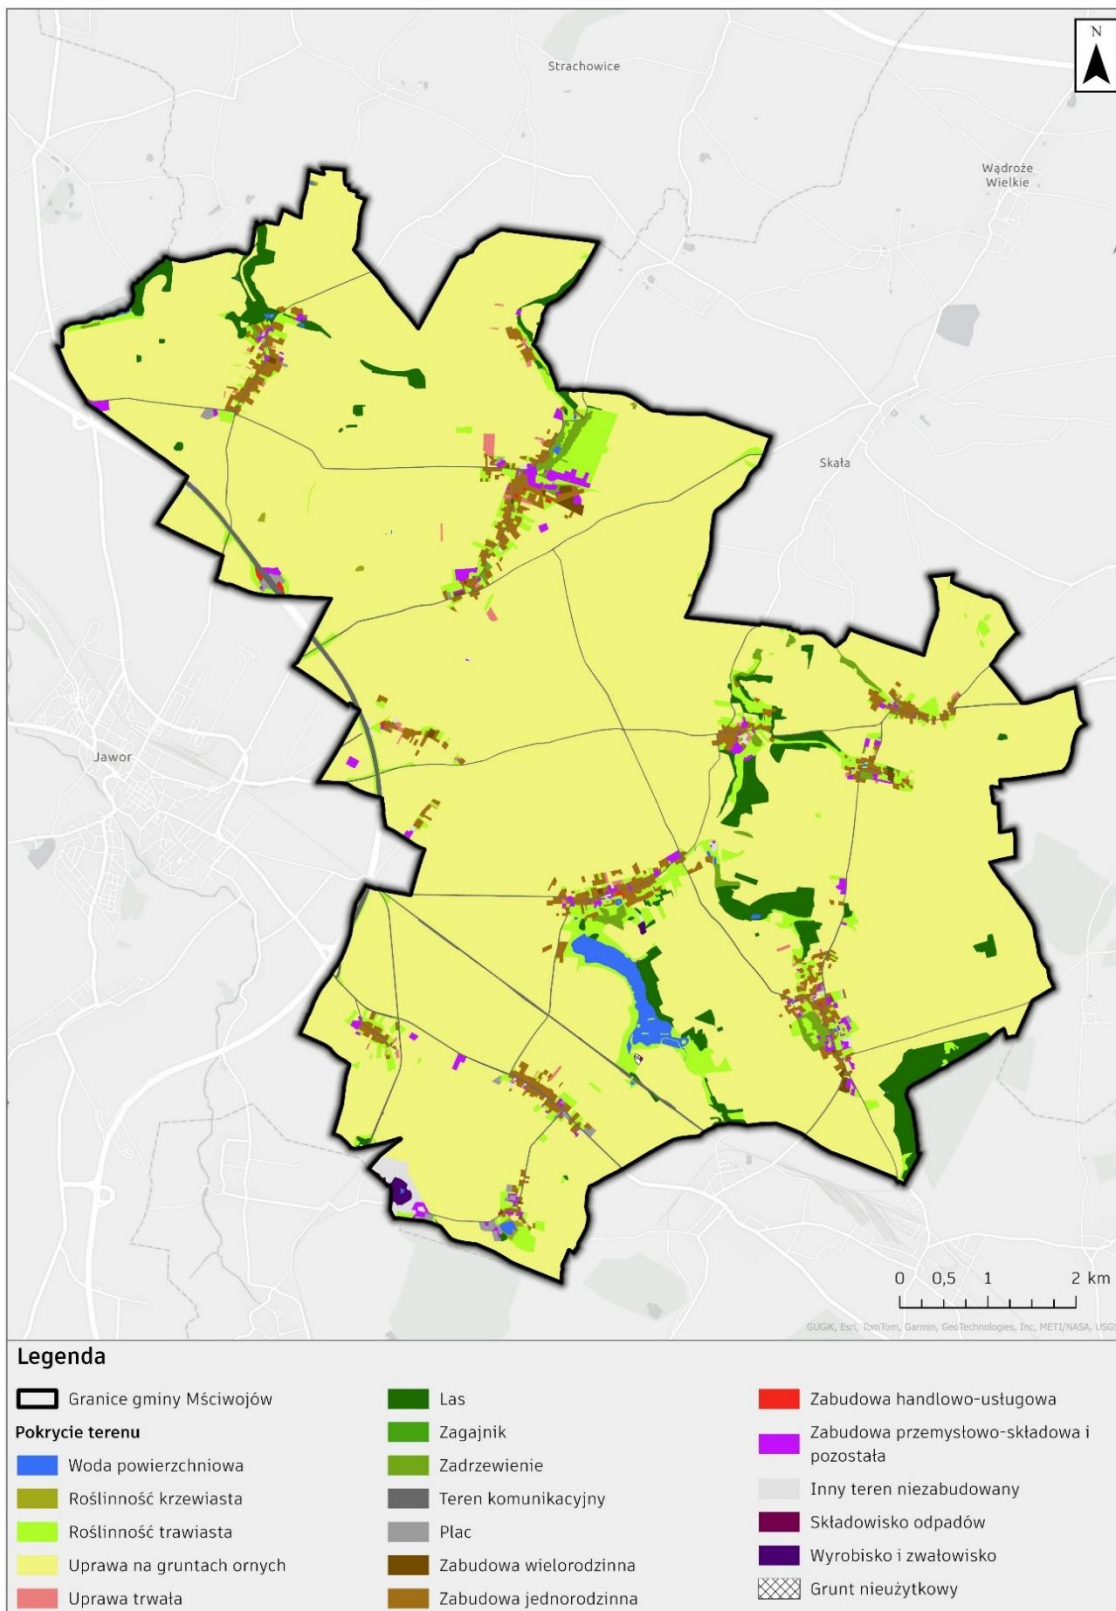 N
Strachowice
Wądroże
Wielkie
Skała
Jawor
0 0,5 1 2 km
GUGiK, Esri, TomTom, Garmin, GeoTechnologies, Inc, METI/NASA, USGS
Legenda
Granice gminy Mściwojów
Pokrycie terenu
Woda powierzchniowa
Roślinność krzewiasta
Roślinność trawiasta
Uprawa na gruntach ornych
Uprawa trwała
Las
Zagajnik
Zadrzewienie
Teren komunikacyjny
Plac
Zabudowa wielorodzinna
Zabudowa jednorodzinna
Zabudowa handlowo-usługowa
Zabudowa przemysłowo-składowa i
pozostała
Inny teren niezabudowany
Składowisko odpadów
Wyrobisko i zwałowisko
Grunt nieużytkowy